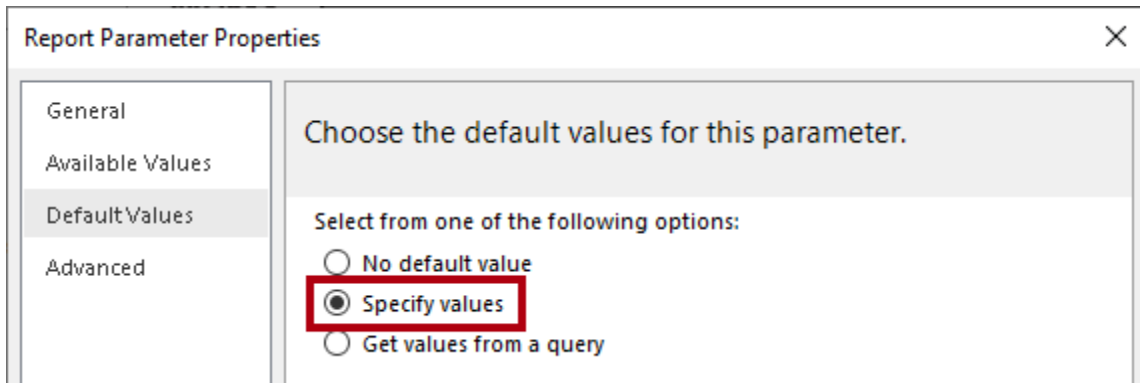 Report Parameter Properties
General
Available Values
Default Values
Advanced
Choose the default values for this parameter.
Select from one of the following options:
No default value
Specify values
Get values from a query